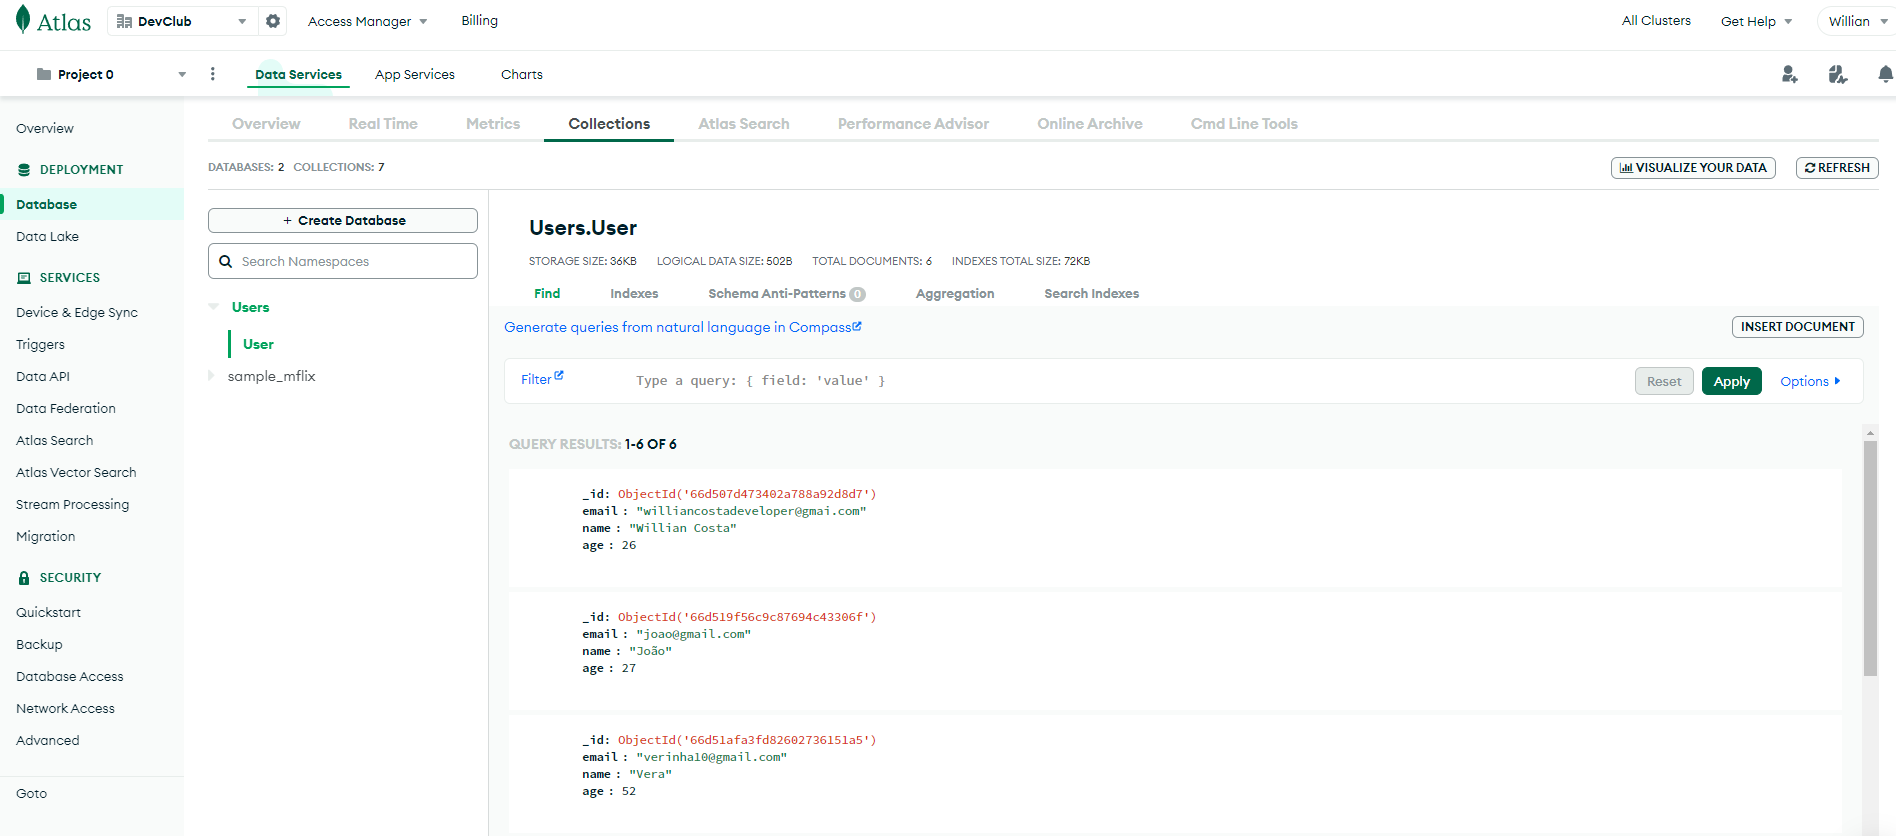 Atlas DevClub Access Manager Billing All Clusters Get Help Willian
Project 0 Data Services App Services Charts
Overview
DEPLOYMENT
Database
Data Lake
SERVICES
Device & Edge Sync
Triggers
Data API
Data Federation
Atlas Search
Atlas Vector Search
Stream Processing
Migration
SECURITY
Quickstart
Backup
Database Access
Network Access
Advanced
Goto
Overview Real Time Metrics Collections Atlas Search Performance Advisor Online Archive Cmd Line Tools
DATABASES: 2 COLLECTIONS: 7 VISUALIZE YOUR DATA REFRESH
+ Create Database
Search Namespaces
Users
User
sample_mflix
Users.User
STORAGE SIZE: 36KB LOGICAL DATA SIZE: 502B TOTAL DOCUMENTS: 6 INDEXES TOTAL SIZE: 72KB
Find Indexes Schema Anti-Patterns 0 Aggregation Search Indexes
Generate queries from natural language in Compass INSERT DOCUMENT
Filter Type a query: { field: 'value' } Reset Apply Options
QUERY RESULTS: 1-6 OF 6
_id: ObjectId('66d507d473402a788a92d8d7')
email : "williancostadeveloper@gmai.com"
name : "Willian Costa"
age : 26
_id: ObjectId('66d519f56c9c87694c43306f')
email : "joao@gmail.com"
name : "João"
age : 27
_id: ObjectId('66d51afa3fd82602736151a5')
email : "verinha10@gmail.com"
name : "Vera"
age : 52